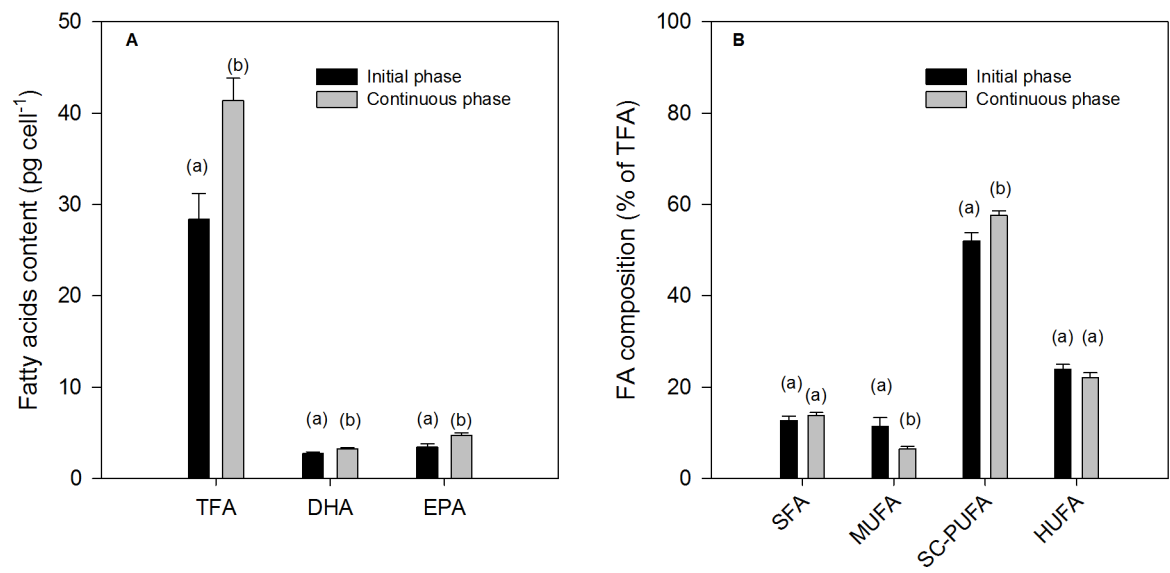 A
Fatty acids content (pg cell⁻¹)
50
40
30
20
10
0
Initial phase
Continuous phase
(a)
(b)
(a)
(b)
(a)
(b)
TFA
DHA
EPA
B
FA composition (% of TFA)
100
80
60
40
20
0
Initial phase
Continuous phase
(a)
(a)
(a)
(b)
(a)
(b)
(a)
(a)
SFA
MUFA
SC-PUFA
HUFA